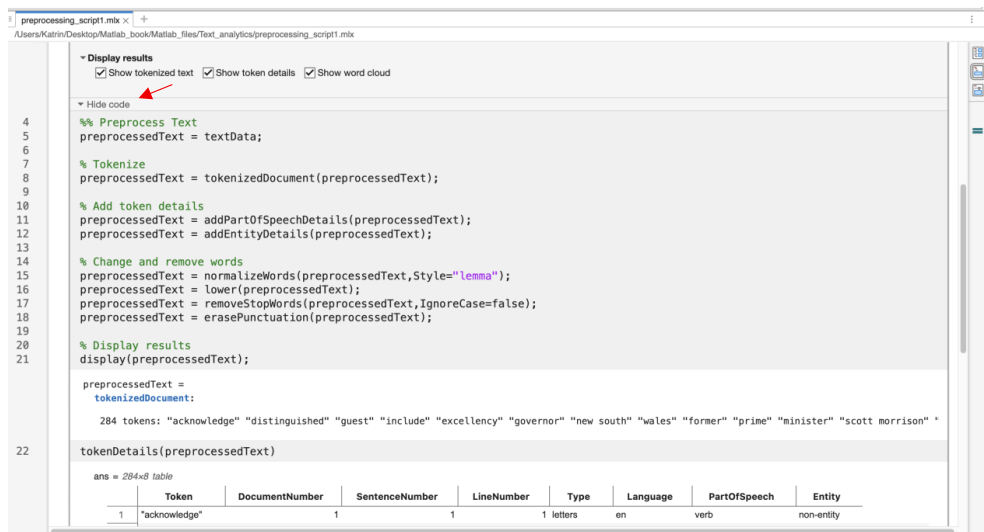 preprocessing_script1.mlx × +
/Users/Katrin/Desktop/Matlab_book/Matlab_files/Text_analytics/preprocessing_script1.mlx
Display results
Show tokenized text Show token details Show word cloud
Hide code
4 %% Preprocess Text
5 preprocessedText = textData;
6
7 % Tokenize
8 preprocessedText = tokenizedDocument(preprocessedText);
9
10 % Add token details
11 preprocessedText = addPartOfSpeechDetails(preprocessedText);
12 preprocessedText = addEntityDetails(preprocessedText);
13
14 % Change and remove words
15 preprocessedText = normalizeWords(preprocessedText,Style="lemma");
16 preprocessedText = lower(preprocessedText);
17 preprocessedText = removeStopWords(preprocessedText,IgnoreCase=false);
18 preprocessedText = erasePunctuation(preprocessedText);
19
20 % Display results
21 display(preprocessedText);
preprocessedText =
tokenizedDocument:
284 tokens: "acknowledge" "distinguished" "guest" "include" "excellency" "governor" "new south" "wales" "former" "prime" "minister" "scott morrison" "
22 tokenDetails(preprocessedText)
ans = 284×8 table
Token DocumentNumber SentenceNumber LineNumber Type Language PartOfSpeech Entity
1 "acknowledge" 1 1 1 letters en verb non-entity